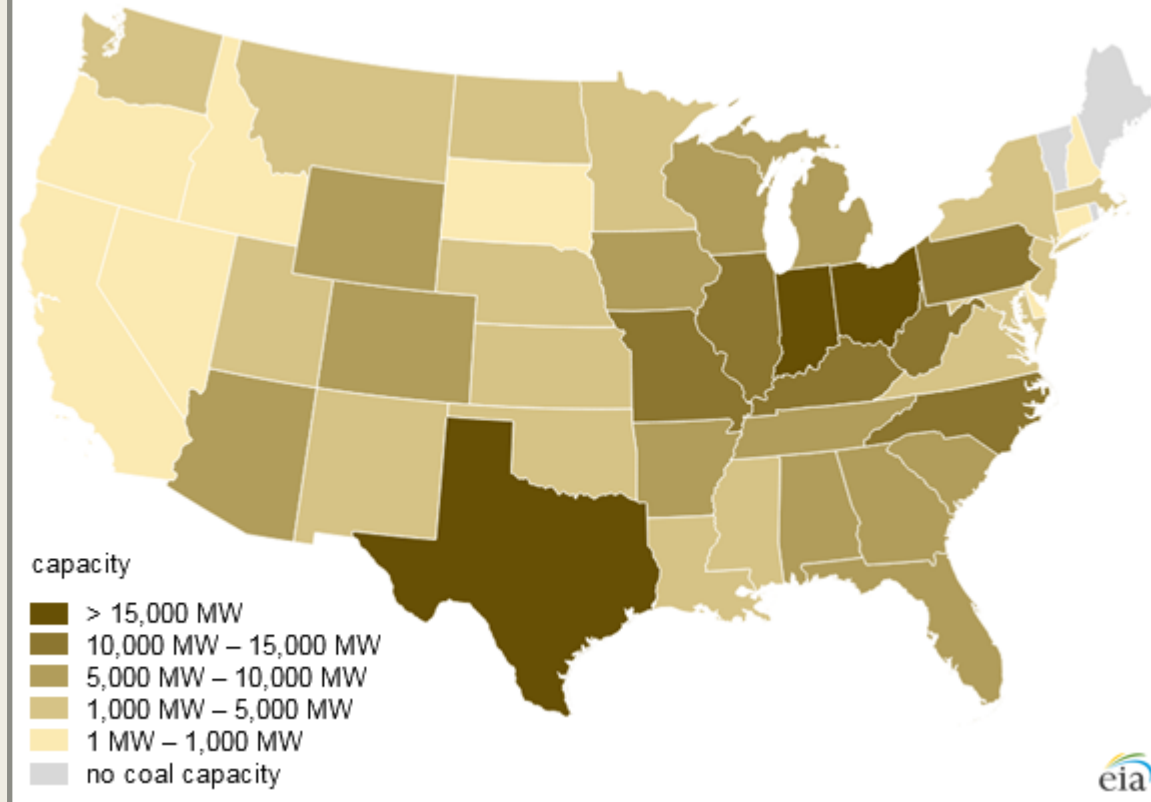 capacity
> 15,000 MW
10,000 MW – 15,000 MW
5,000 MW – 10,000 MW
1,000 MW – 5,000 MW
1 MW – 1,000 MW
no coal capacity
eia